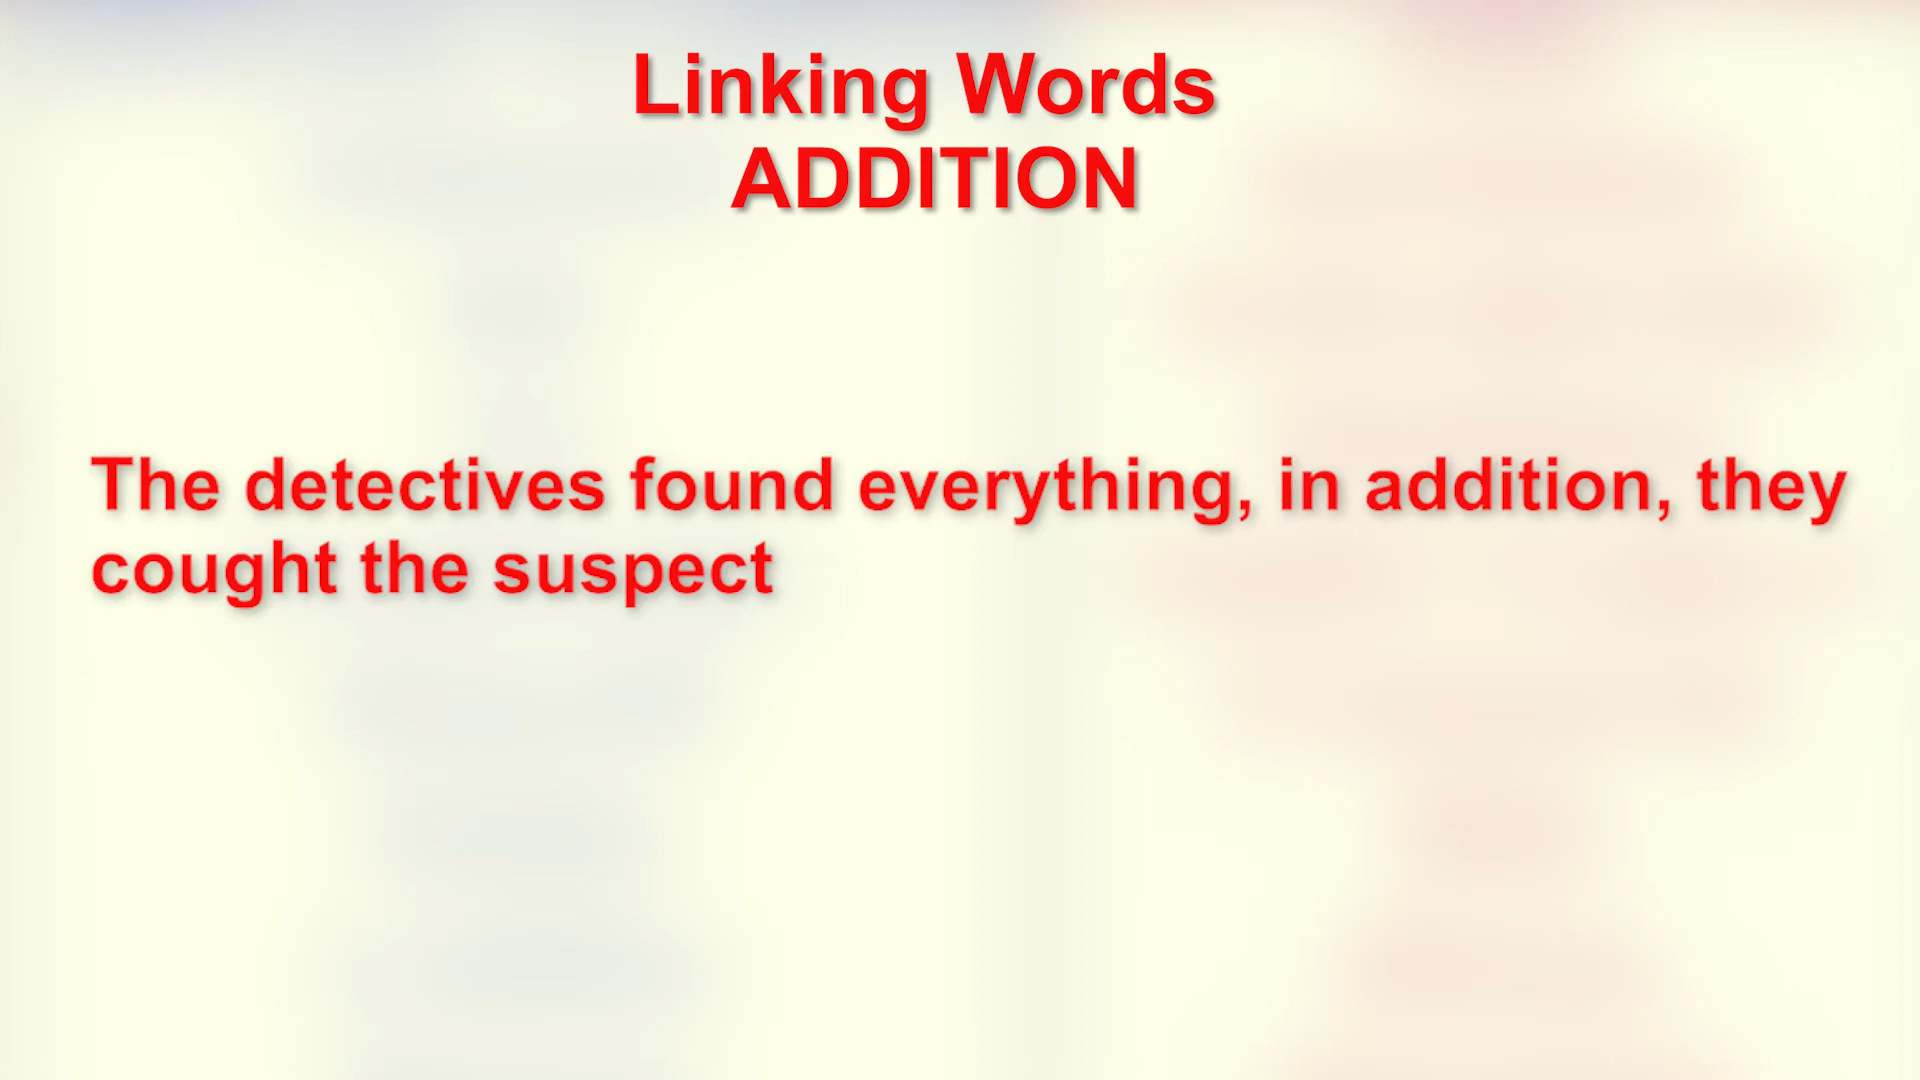 Linking Words
ADDITION
The detectives found everything, in addition, they
cought the suspect